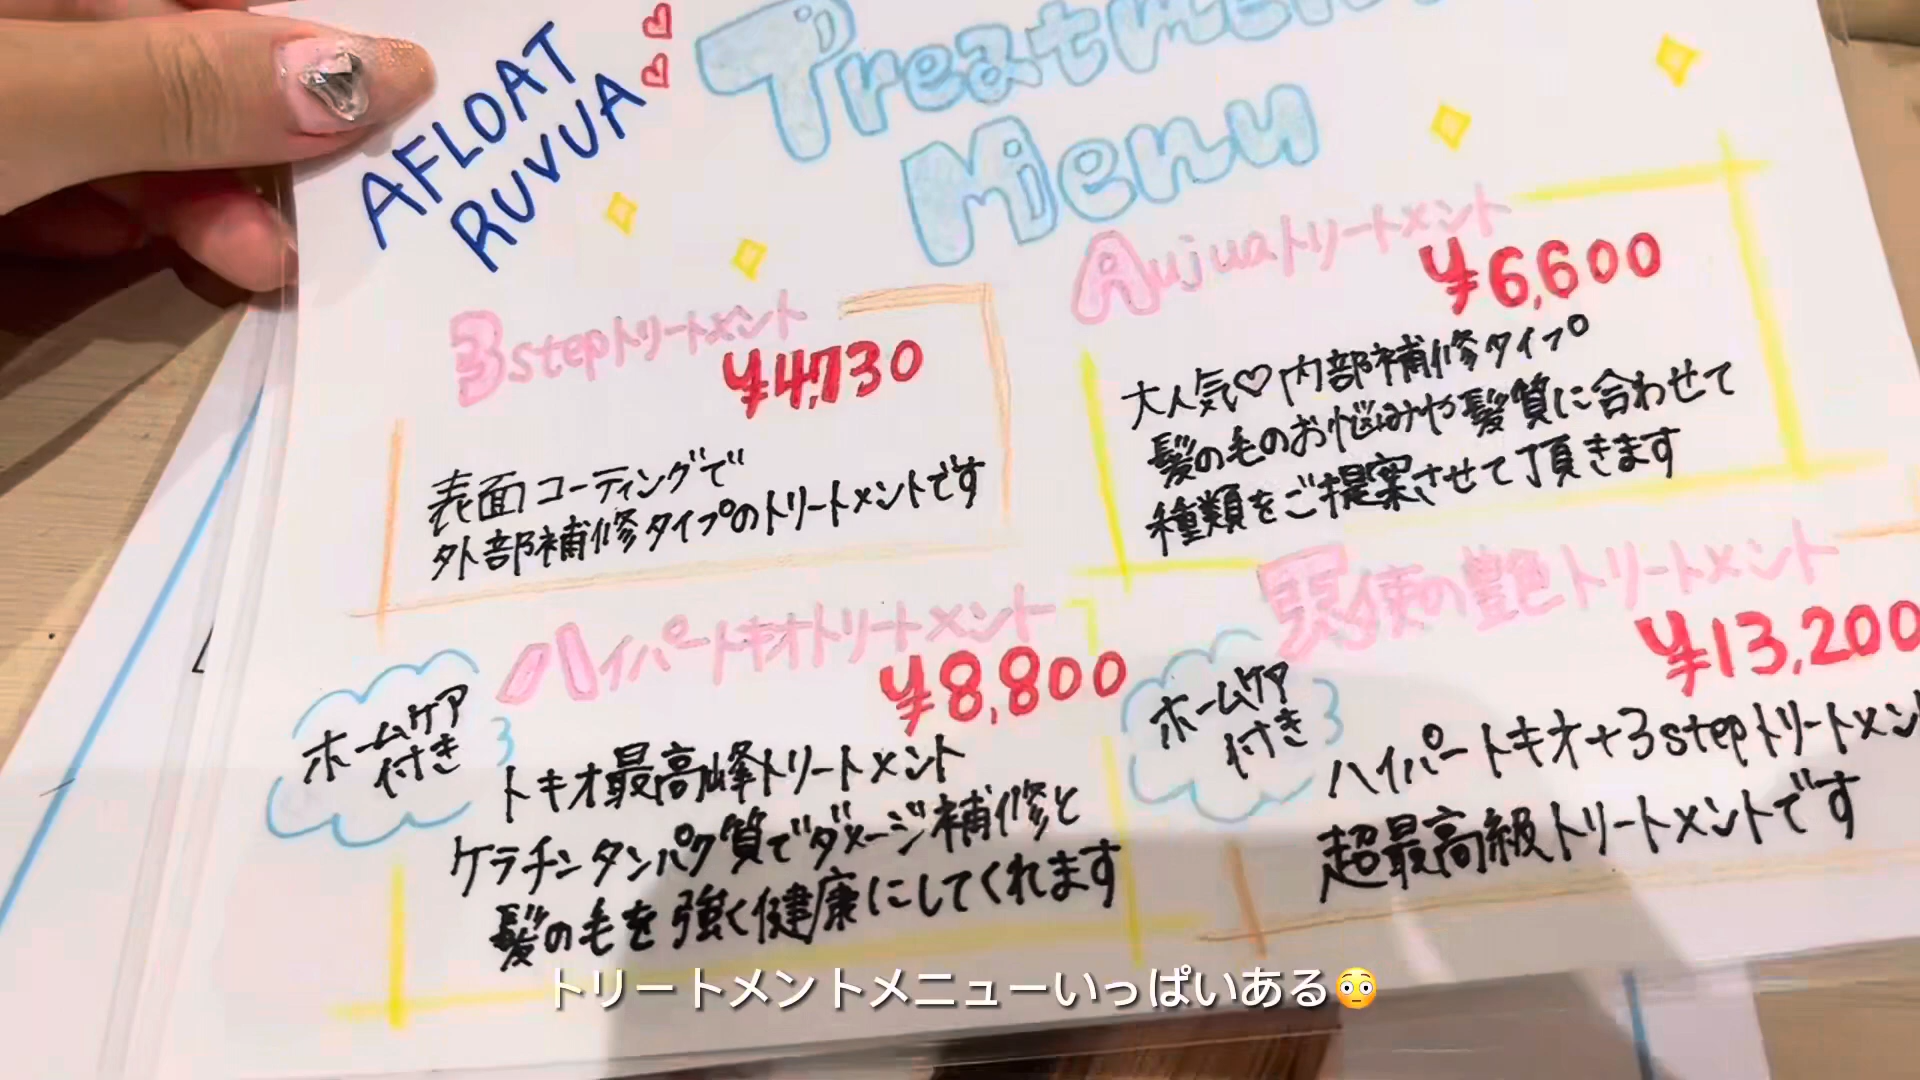 AFLOAT
RUVUA
Treatment
Menu
3stepトリートメント
¥4,730
表面コーティングで
外部補修タイプのトリートメントです
Aujuaトリートメント
¥6,600
大人気♡内部補修タイプ
髪の毛のお悩みや髪質に合わせて
種類をご提案させて頂きます
ハイパートキオトリートメント
¥8,800
ホームケア
付き
トキオ最高峰トリートメント
ケラチンタンパク質でダメージ補修と
髪の毛を強く健康にしてくれます
の艶トリートメント
¥13,200
ホームケア
付き
ハイパートキオ+3stepトリートメン
超最高級トリートメントです
トリートメントメニューいっぱいある😳